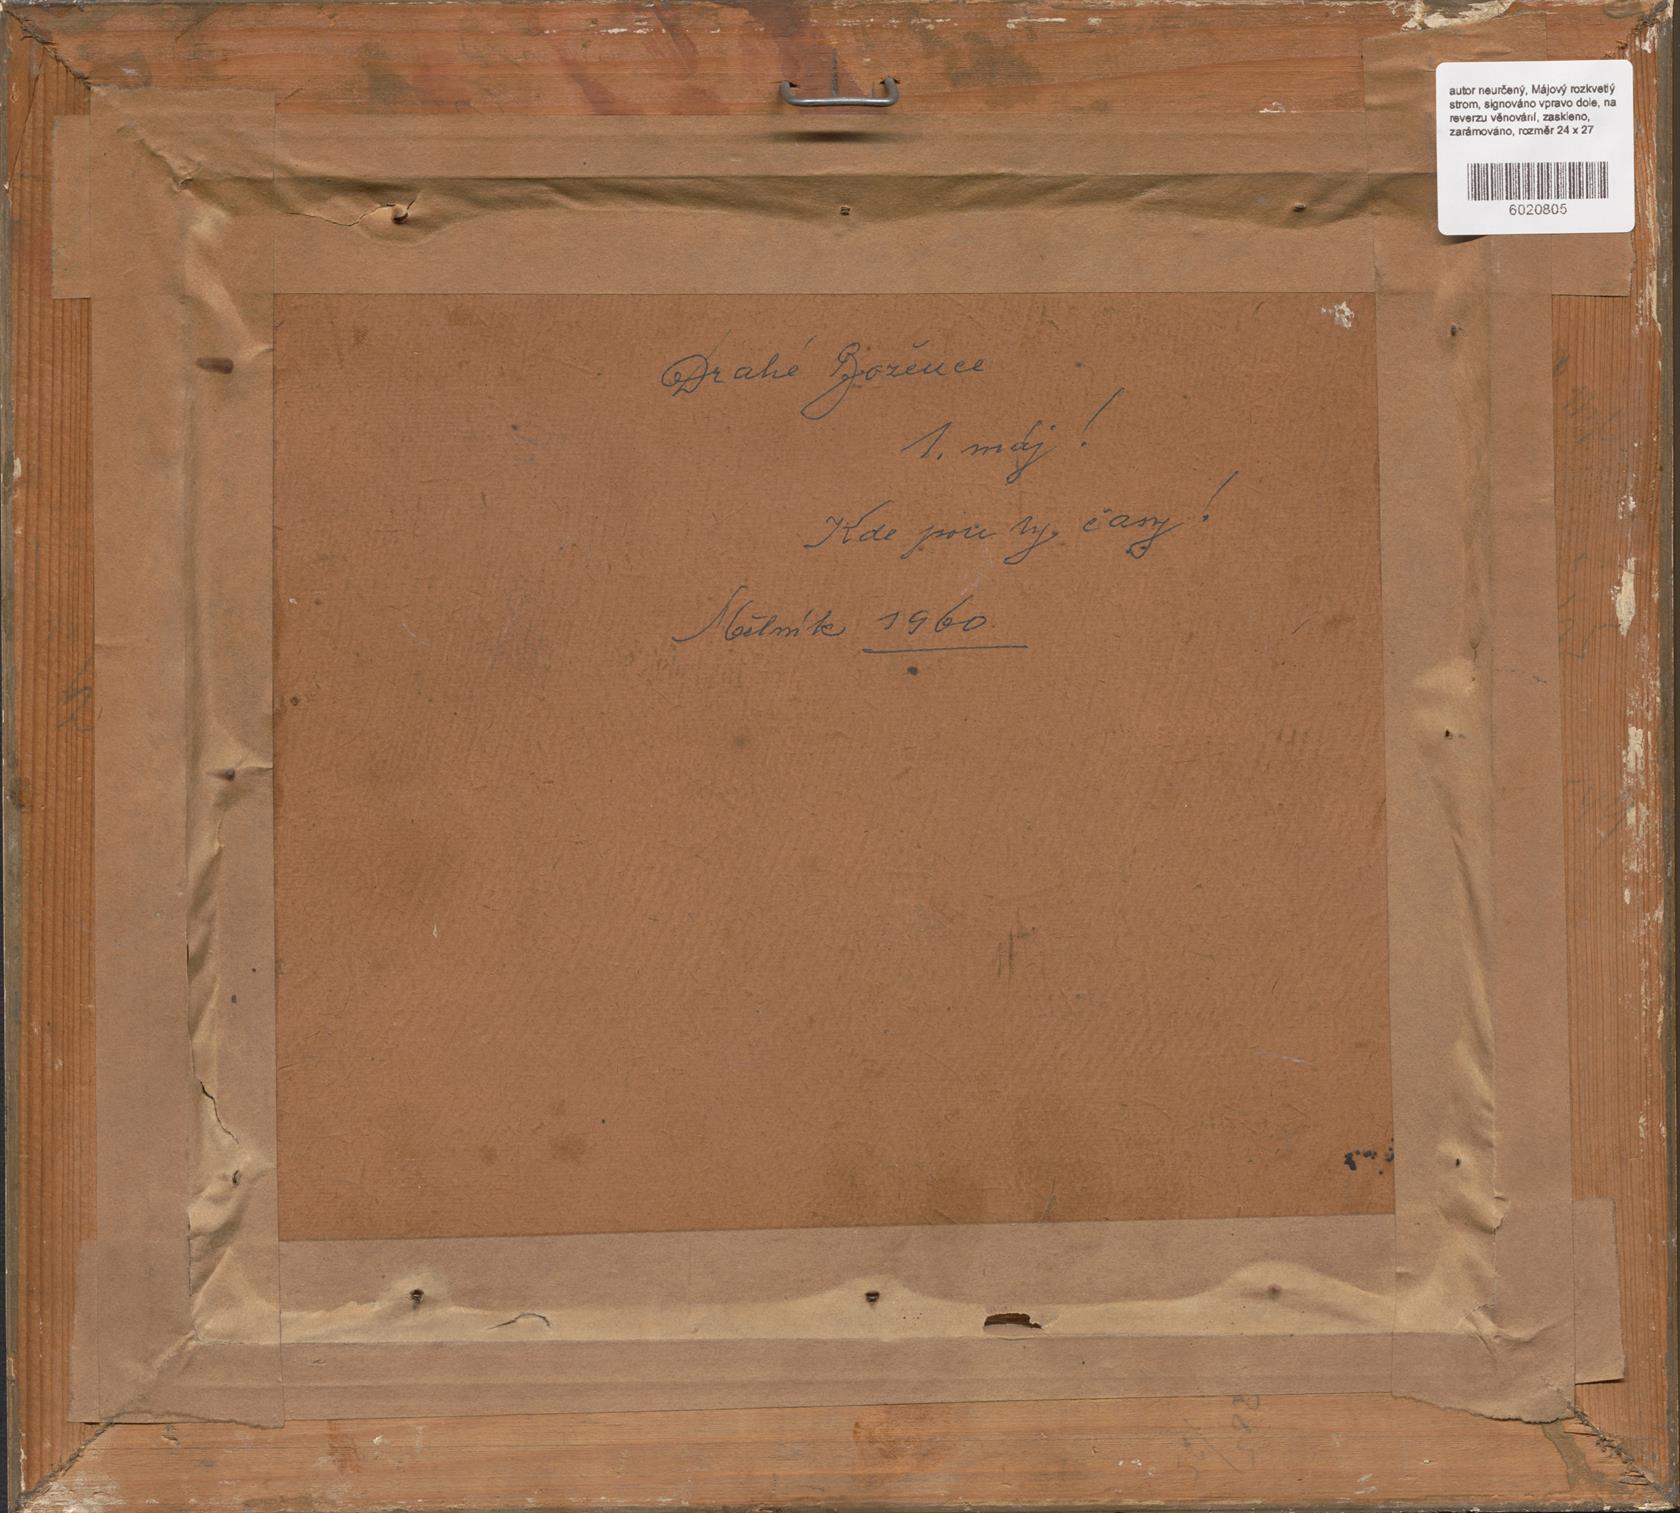 autor neurčený, Májový rozkvetlý
strom, signováno vpravo dole, na
reverzu věnování, zaskleno,
zarámováno, rozměr 24 x 27
6020805
Drahé Božence
1. máj!
Kde jsou ty časy!
Mělník 1960